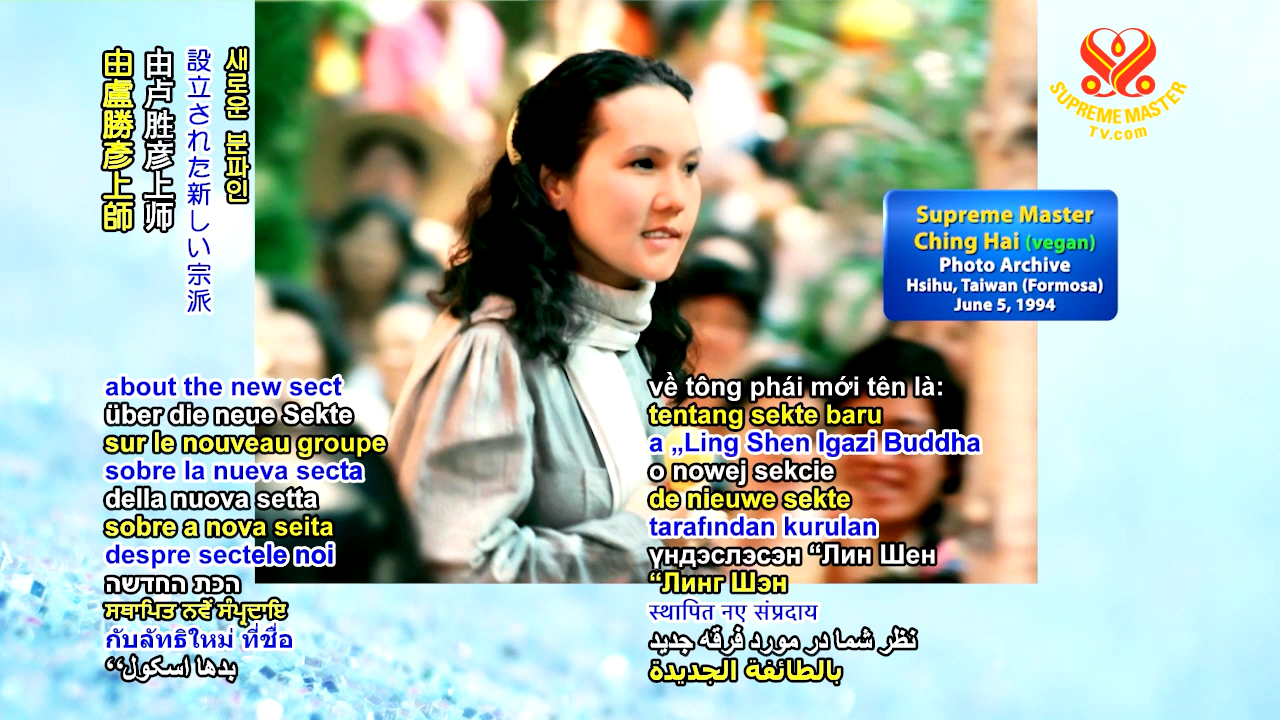 새로운 분파인
設立された新しい宗派
由卢胜彦上师
由盧勝彥上師
SUPREME MASTER
TV.com
Supreme Master
Ching Hai (vegan)
Photo Archive
Hsihu, Taiwan (Formosa)
June 5, 1994
about the new sect
über die neue Sekte
sur le nouveau groupe
sobre la nueva secta
della nuova setta
sobre a nova seita
despre sectele noi
הכת החדשה
ਸਥਾਪਿਤ ਨਵੇਂ ਸੰਪ੍ਰਦਾਇ
กับลัทธิใหม่ ที่ชื่อ
بدها اسکول“
về tông phái mới tên là:
tentang sekte baru
a „Ling Shen Igazi Buddha
o nowej sekcie
de nieuwe sekte
tarafından kurulan
үндэслэсэн “Лин Шен
“Линг Шэн
स्थापित नए संप्रदाय
نظر شما در مورد فرقه جدید
بالطائفة الجديدة